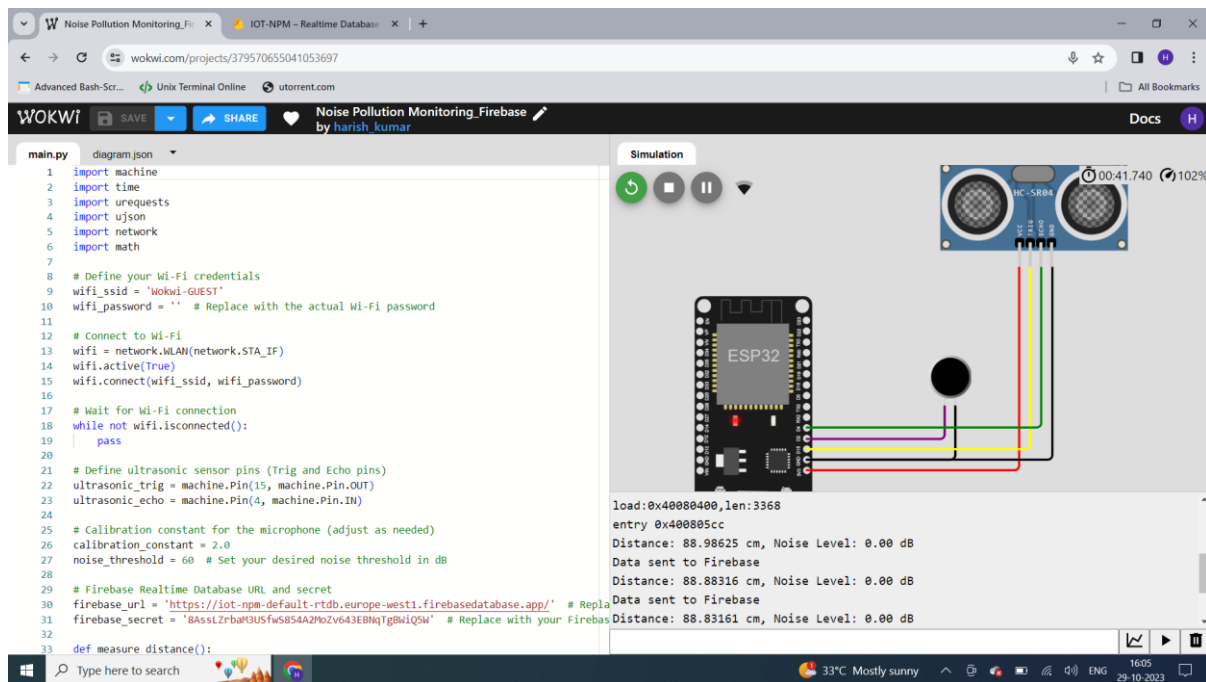 Noise Pollution Monitoring_Fir
IOT-NPM – Realtime Database
wokwi.com/projects/379570655041053697
Advanced Bash-Scr...
Unix Terminal Online
utorrent.com
All Bookmarks
WOKWi
SAVE
SHARE
Noise Pollution Monitoring_Firebase
by harish_kumar
Docs
H
main.py
diagram.json
1 import machine
2 import time
3 import urequests
4 import ujson
5 import network
6 import math
7
8 # Define your Wi-Fi credentials
9 wifi_ssid = 'Wokwi-GUEST'
10 wifi_password = '' # Replace with the actual Wi-Fi password
11
12 # Connect to Wi-Fi
13 wifi = network.WLAN(network.STA_IF)
14 wifi.active(True)
15 wifi.connect(wifi_ssid, wifi_password)
16
17 # Wait for Wi-Fi connection
18 while not wifi.isconnected():
19 pass
20
21 # Define ultrasonic sensor pins (Trig and Echo pins)
22 ultrasonic_trig = machine.Pin(15, machine.Pin.OUT)
23 ultrasonic_echo = machine.Pin(4, machine.Pin.IN)
24
25 # Calibration constant for the microphone (adjust as needed)
26 calibration_constant = 2.0
27 noise_threshold = 60 # Set your desired noise threshold in dB
28
29 # Firebase Realtime Database URL and secret
30 firebase_url = 'https://iot-npm-default-rtdb.europe-west1.firebasedatabase.app/' # Repla
31 firebase_secret = '8AssLZrbaM3USfwS854A2MoZv643EBNqTgBWiQSW' # Replace with your Firebas
32
33 def measure_distance():
Simulation
00:41.740
102%
HC-SR04
VCC
TRIG
ECHO
GND
ESP32
load:0x40080400,len:3368
entry 0x400805cc
Distance: 88.98625 cm, Noise Level: 0.00 dB
Data sent to Firebase
Distance: 88.88316 cm, Noise Level: 0.00 dB
Data sent to Firebase
Distance: 88.83161 cm, Noise Level: 0.00 dB
Type here to search
33°C Mostly sunny
ENG
16:05
29-10-2023